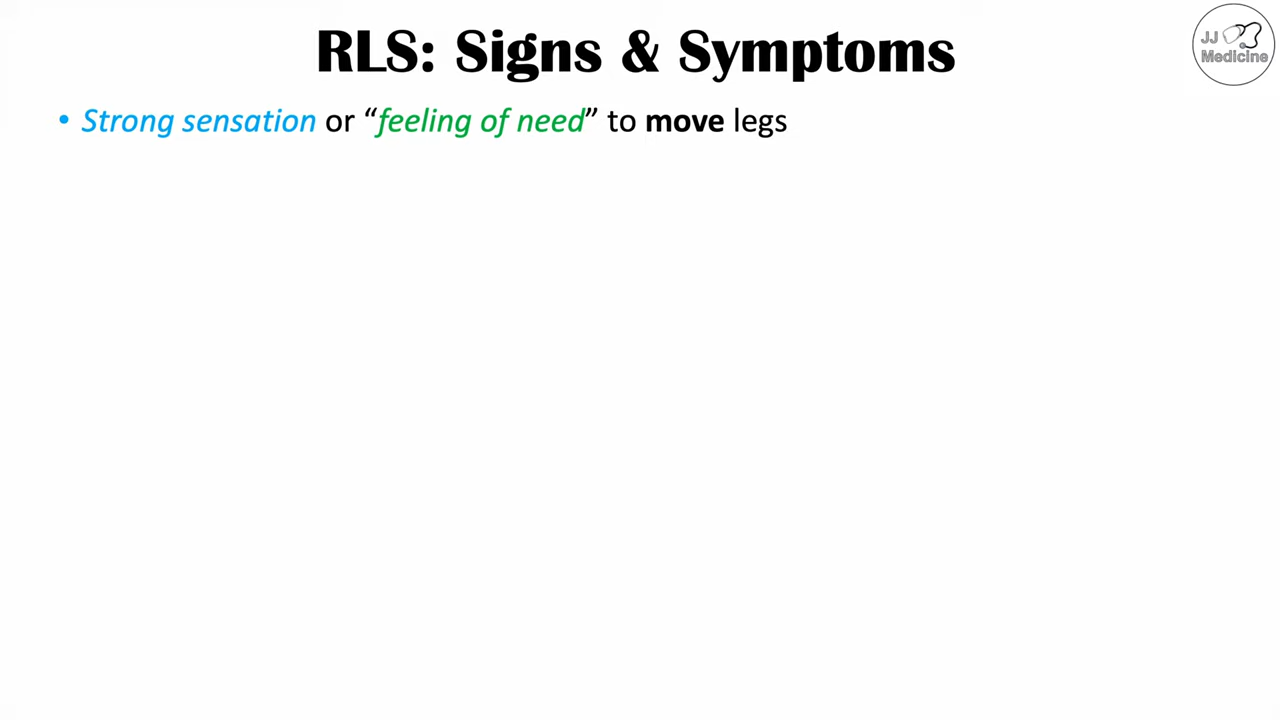 RLS: Signs & Symptoms
JJ
Medicine
• Strong sensation or “feeling of need” to move legs